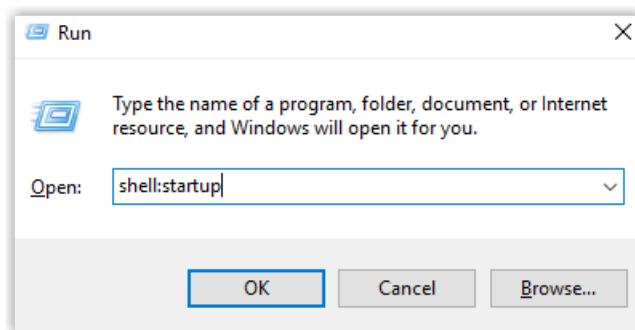 Run
Type the name of a program, folder, document, or Internet
resource, and Windows will open it for you.
Open: shell:startup
OK Cancel Browse...